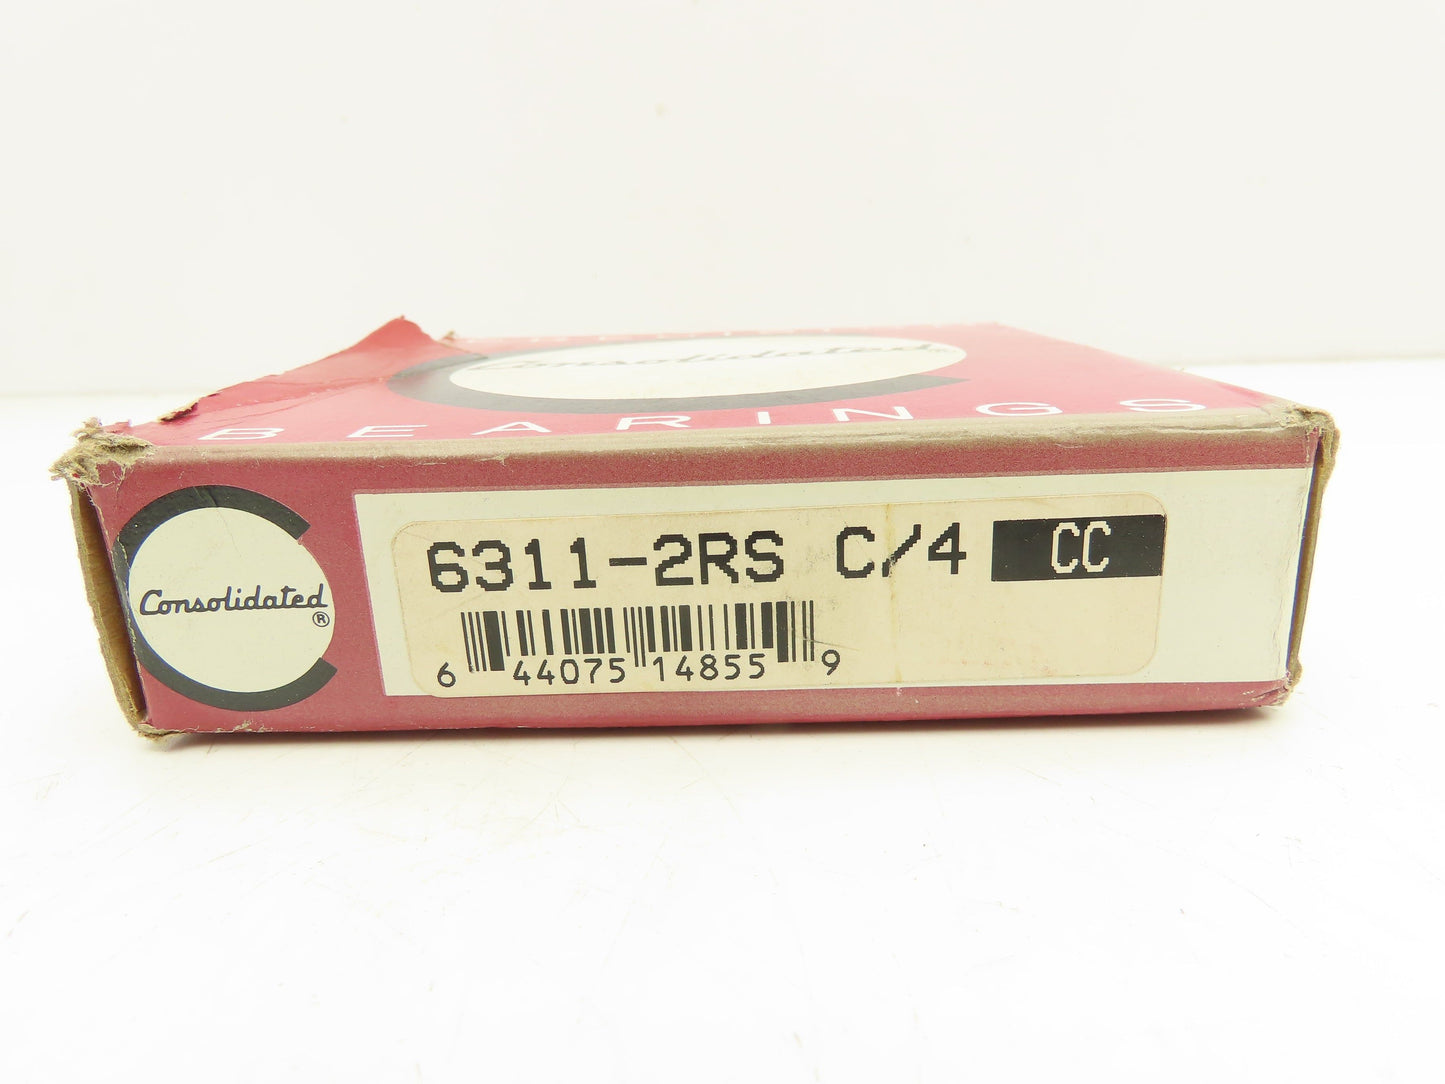 Consolidated ®
BEARINGS
Consolidated ®
6311-2RS C/4 CC
6 44075 14855 9